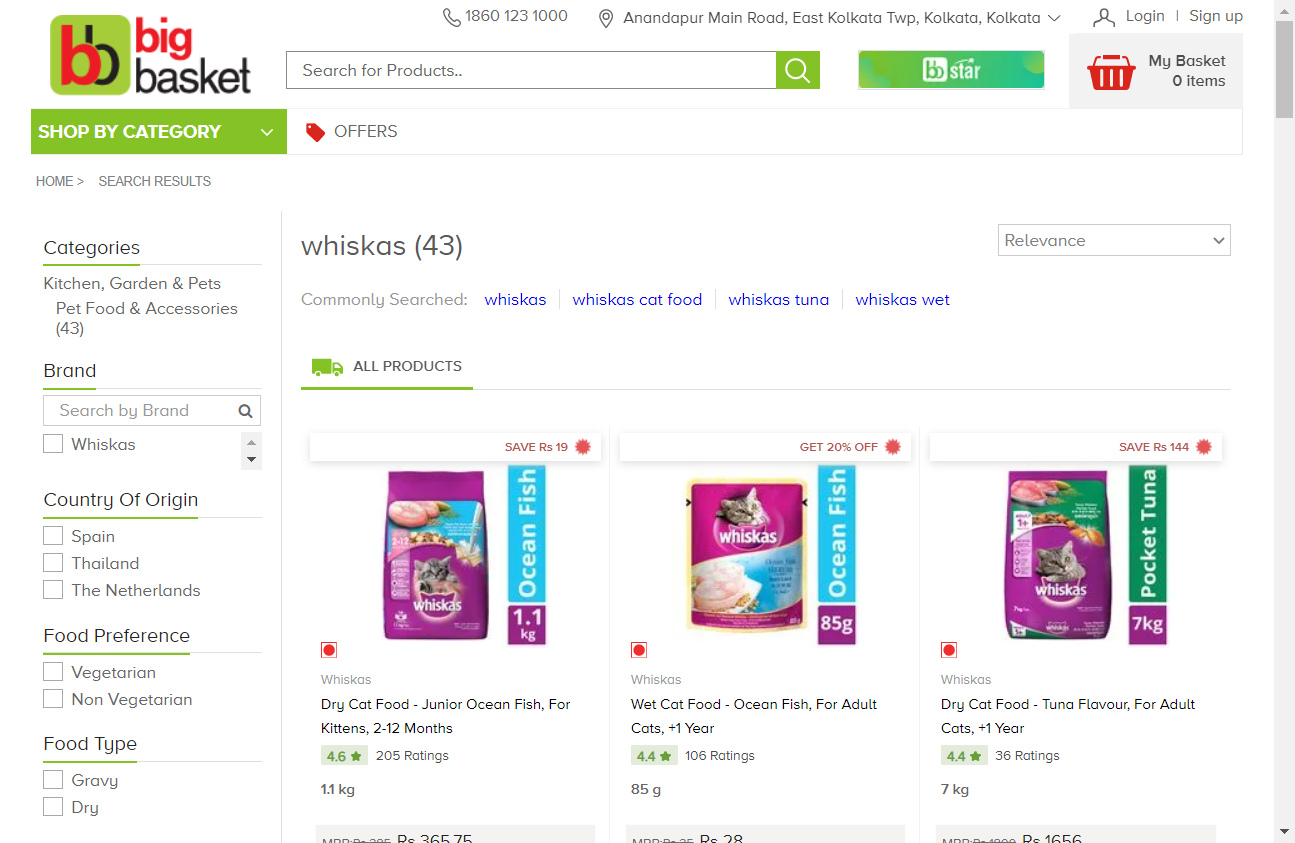 1860 123 1000
Anandapur Main Road, East Kolkata Twp, Kolkata, Kolkata
Login | Sign up
bb big basket
Search for Products..
bb star
My Basket
0 items
SHOP BY CATEGORY
OFFERS
HOME > SEARCH RESULTS
Categories
Kitchen, Garden & Pets
Pet Food & Accessories
(43)
Brand
Search by Brand
Whiskas
Country Of Origin
Spain
Thailand
The Netherlands
Food Preference
Vegetarian
Non Vegetarian
Food Type
Gravy
Dry
whiskas (43)
Relevance
Commonly Searched: whiskas whiskas cat food whiskas tuna whiskas wet
ALL PRODUCTS
SAVE Rs 19
2-12
whiskas
Ocean Fish
1.1 kg
Whiskas
Dry Cat Food - Junior Ocean Fish, For
Kittens, 2-12 Months
4.6 205 Ratings
1.1 kg
MRP:Rs 385 Rs 365.75
GET 20% OFF
whiskas
Ocean Fish
85g
Whiskas
Wet Cat Food - Ocean Fish, For Adult
Cats, +1 Year
4.4 106 Ratings
85 g
MRP:Rs 35 Rs 28
SAVE Rs 144
1+
whiskas
7kg
Pocket Tuna
7kg
Whiskas
Dry Cat Food - Tuna Flavour, For Adult
Cats, +1 Year
4.4 36 Ratings
7 kg
MRP:Rs 1800 Rs 1656